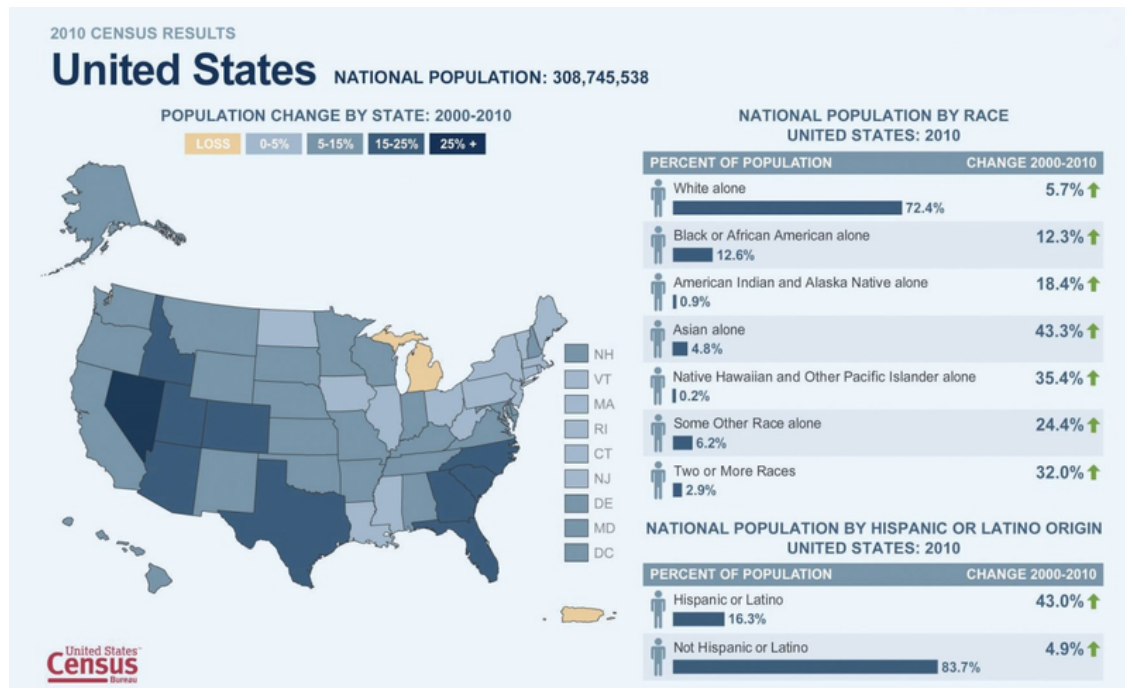 2010 CENSUS RESULTS
United States NATIONAL POPULATION: 308,745,538
POPULATION CHANGE BY STATE: 2000-2010
LOSS 0-5% 5-15% 15-25% 25% +
NH
VT
MA
RI
CT
NJ
DE
MD
DC
United States
Census
Bureau
NATIONAL POPULATION BY RACE
UNITED STATES: 2010
PERCENT OF POPULATION CHANGE 2000-2010
White alone 5.7%
72.4%
Black or African American alone 12.3%
12.6%
American Indian and Alaska Native alone 18.4%
0.9%
Asian alone 43.3%
4.8%
Native Hawaiian and Other Pacific Islander alone 35.4%
0.2%
Some Other Race alone 24.4%
6.2%
Two or More Races 32.0%
2.9%
NATIONAL POPULATION BY HISPANIC OR LATINO ORIGIN
UNITED STATES: 2010
PERCENT OF POPULATION CHANGE 2000-2010
Hispanic or Latino 43.0%
16.3%
Not Hispanic or Latino 4.9%
83.7%